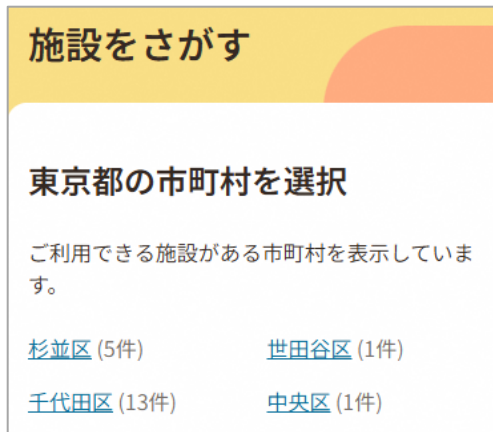 施設をさがす
東京都の市町村を選択
ご利用できる施設がある市町村を表示していま
す。
杉並区 (5件) 世田谷区 (1件)
千代田区 (13件) 中央区 (1件)